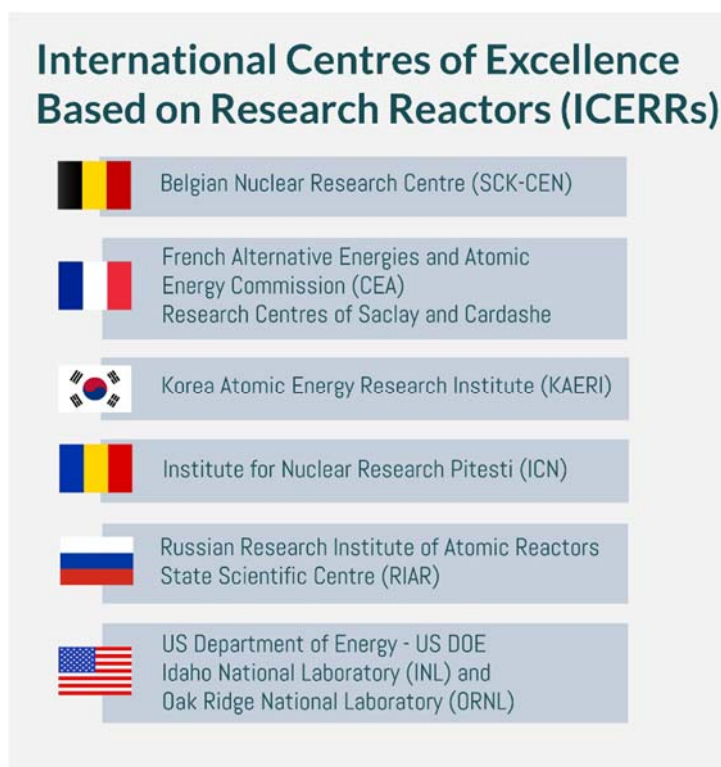 International Centres of Excellence
Based on Research Reactors (ICERRs)
Belgian Nuclear Research Centre (SCK-CEN)
French Alternative Energies and Atomic
Energy Commission (CEA)
Research Centres of Saclay and Cardashe
Korea Atomic Energy Research Institute (KAERI)
Institute for Nuclear Research Pitesti (ICN)
Russian Research Institute of Atomic Reactors
State Scientific Centre (RIAR)
US Department of Energy - US DOE
Idaho National Laboratory (INL) and
Oak Ridge National Laboratory (ORNL)